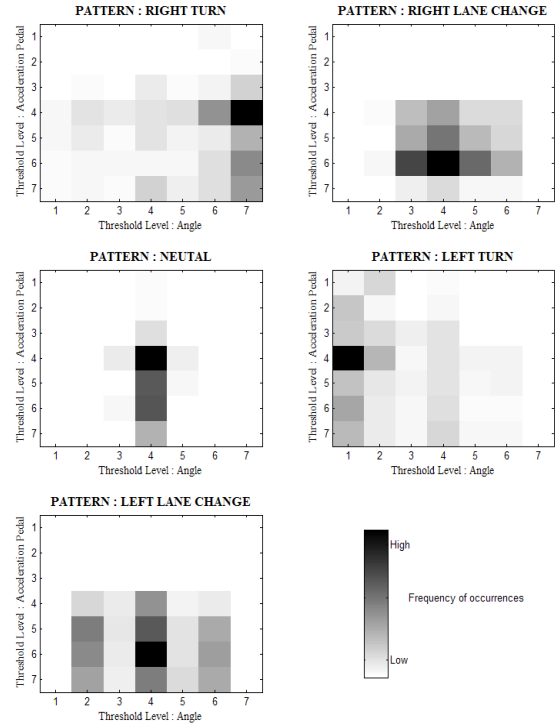 PATTERN : RIGHT TURN
Threshold Level : Acceleration Pedal
1
2
3
4
5
6
7
1 2 3 4 5 6 7
Threshold Level : Angle
PATTERN : RIGHT LANE CHANGE
Threshold Level : Acceleration Pedal
1
2
3
4
5
6
7
1 2 3 4 5 6 7
Threshold Level : Angle
PATTERN : NEUTAL
Threshold Level : Acceleration Pedal
1
2
3
4
5
6
7
1 2 3 4 5 6 7
Threshold Level : Angle
PATTERN : LEFT TURN
Threshold Level : Acceleration Pedal
1
2
3
4
5
6
7
1 2 3 4 5 6 7
Threshold Level : Angle
PATTERN : LEFT LANE CHANGE
Threshold Level : Acceleration Pedal
1
2
3
4
5
6
7
1 2 3 4 5 6 7
Threshold Level : Angle
High
Frequency of occurrences
Low